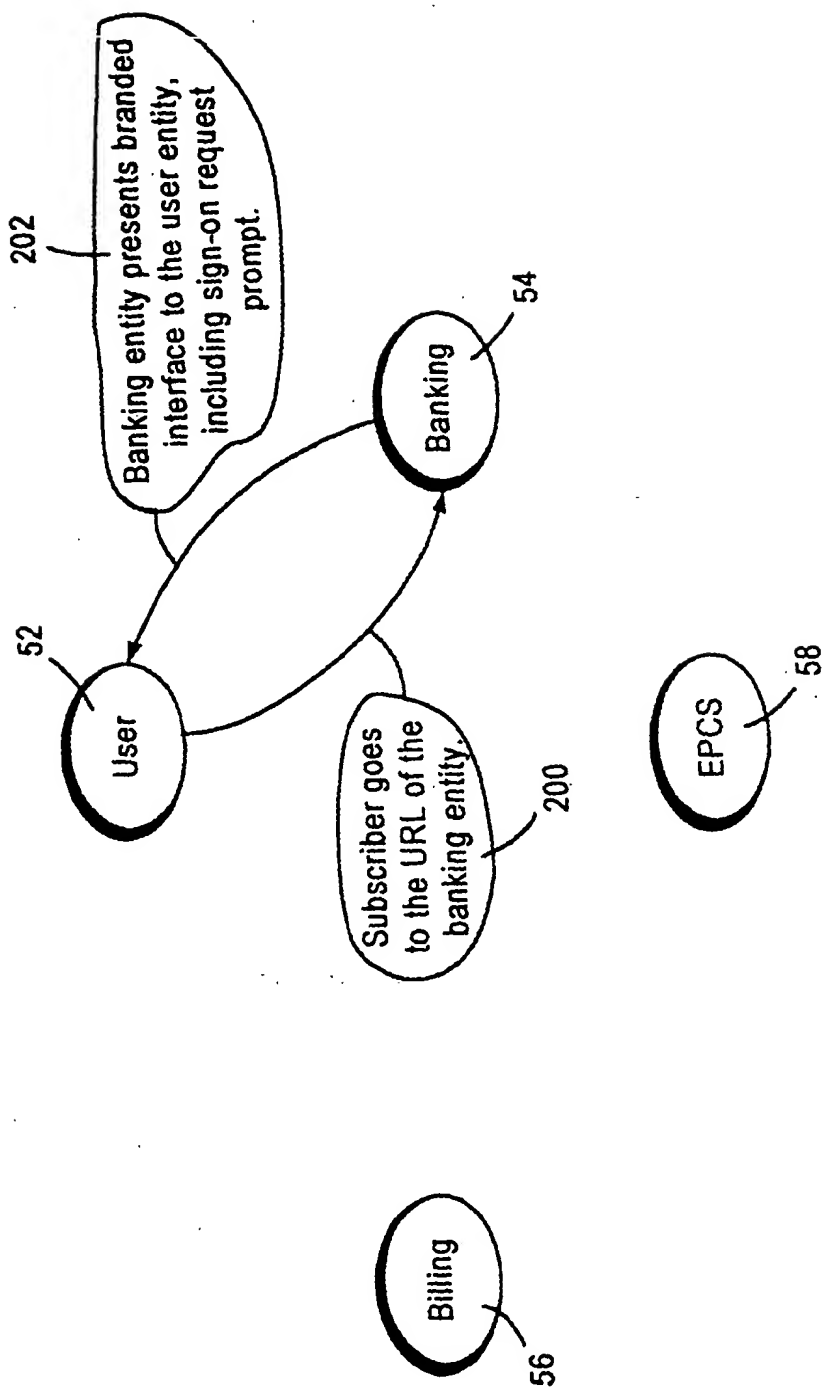 202
Banking entity presents branded
interface to the user entity,
including sign-on request
prompt.
52
User
Banking
54
Subscriber goes
to the URL of the
banking entity.
200
Billing
56
EPCS
58